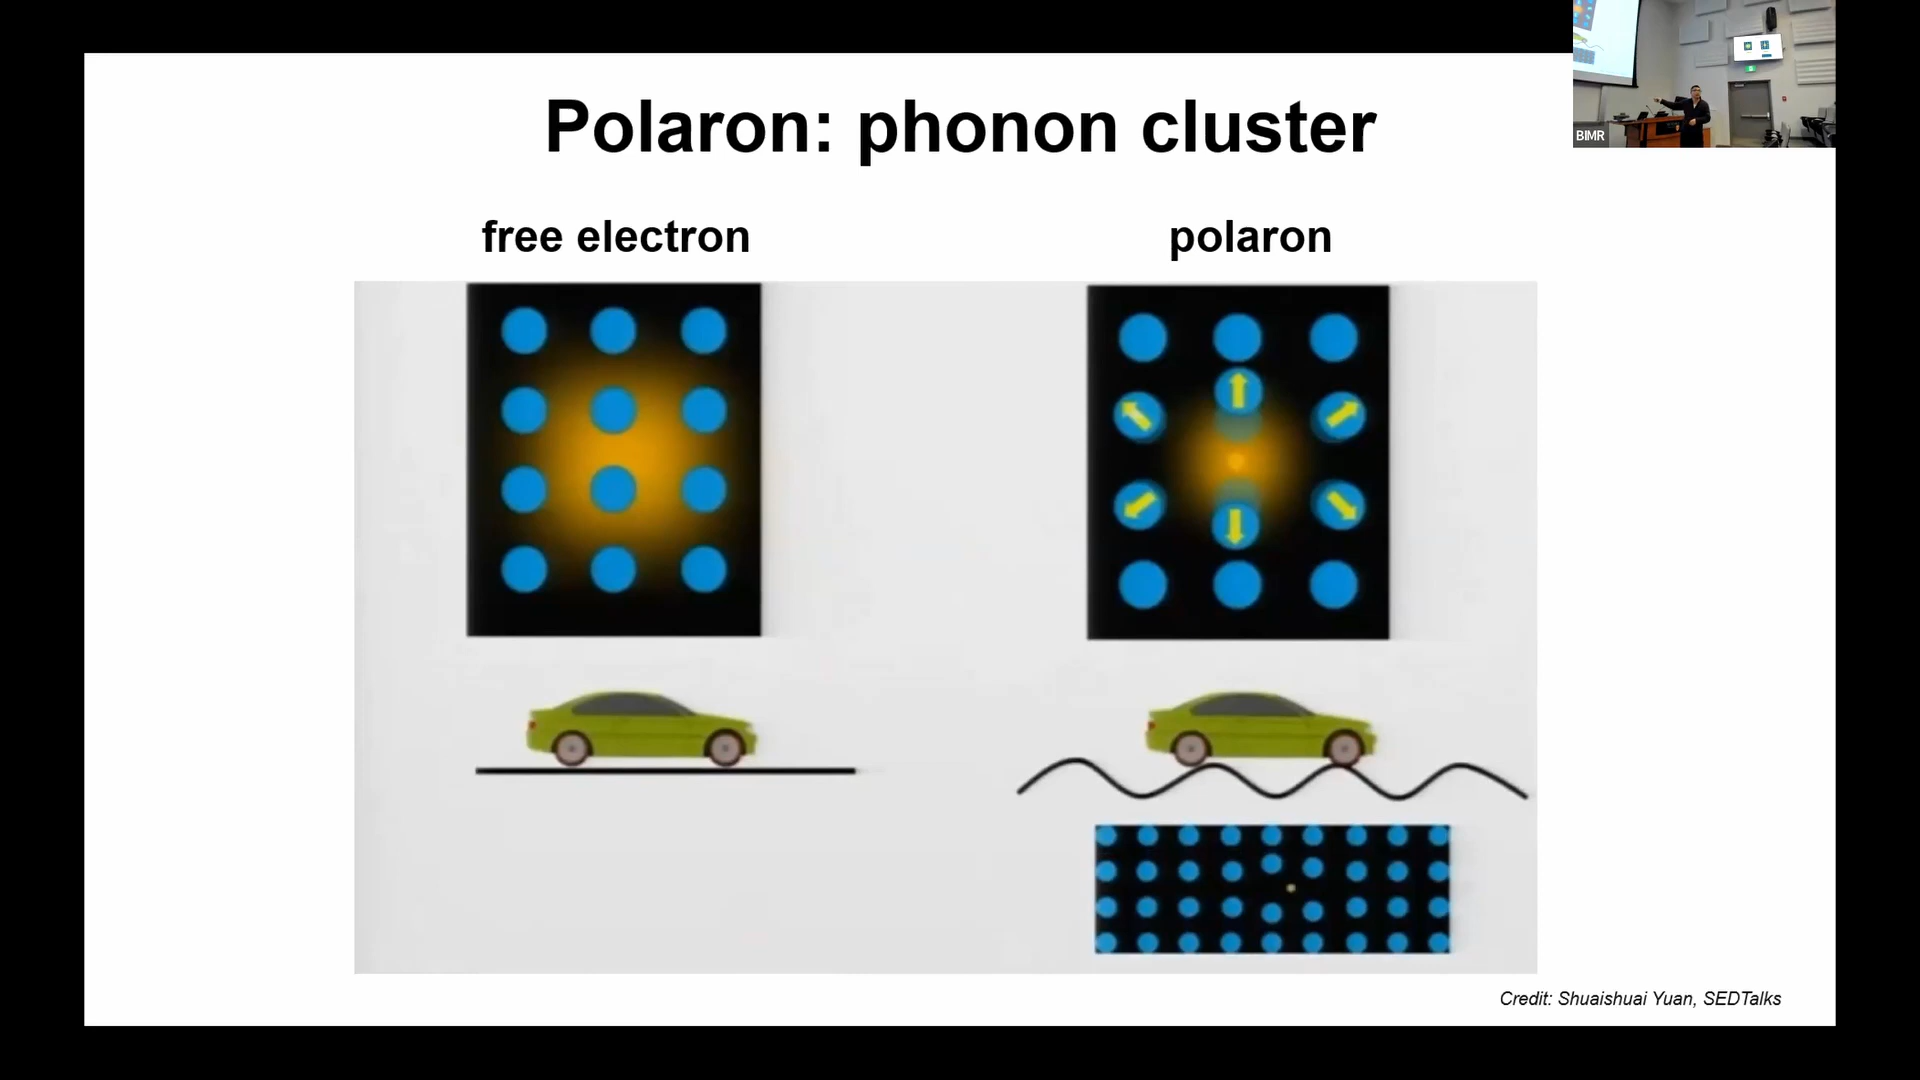 Polaron: phonon cluster
free electron
polaron
Credit: Shuaishuai Yuan, SEDTalks
BIMR